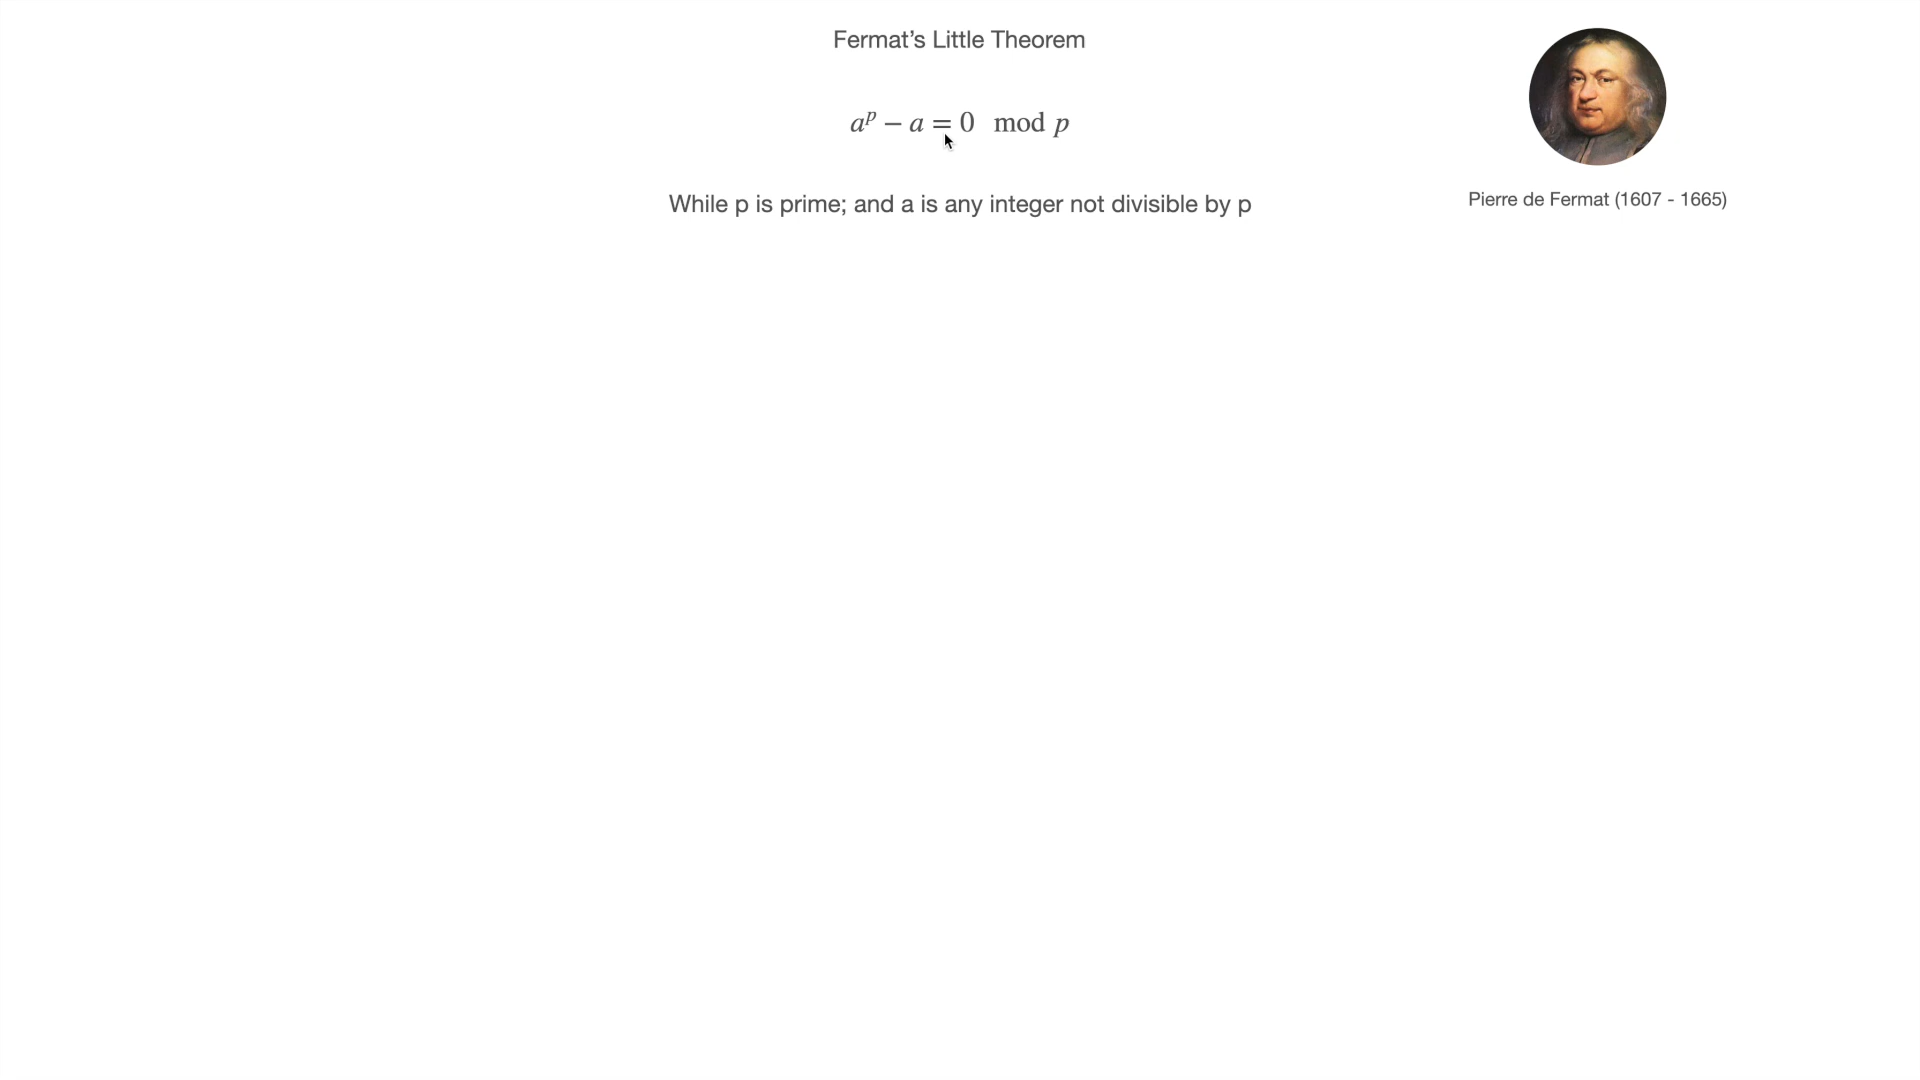 Fermat’s Little Theorem
aᵖ − a = 0 mod p
While p is prime; and a is any integer not divisible by p
Pierre de Fermat (1607 - 1665)